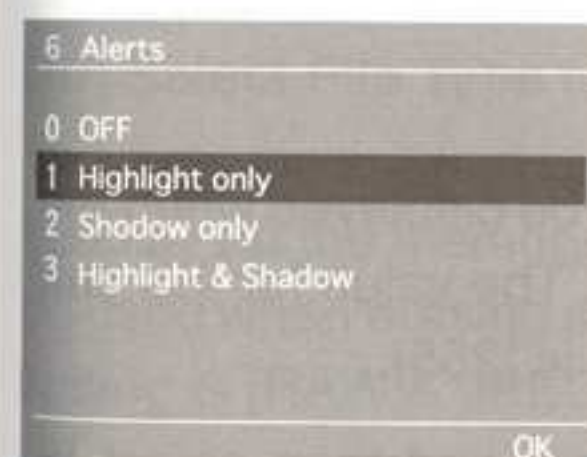 6 Alerts
0 OFF
1 Highlight only
2 Shodow only
3 Highlight & Shadow
OK